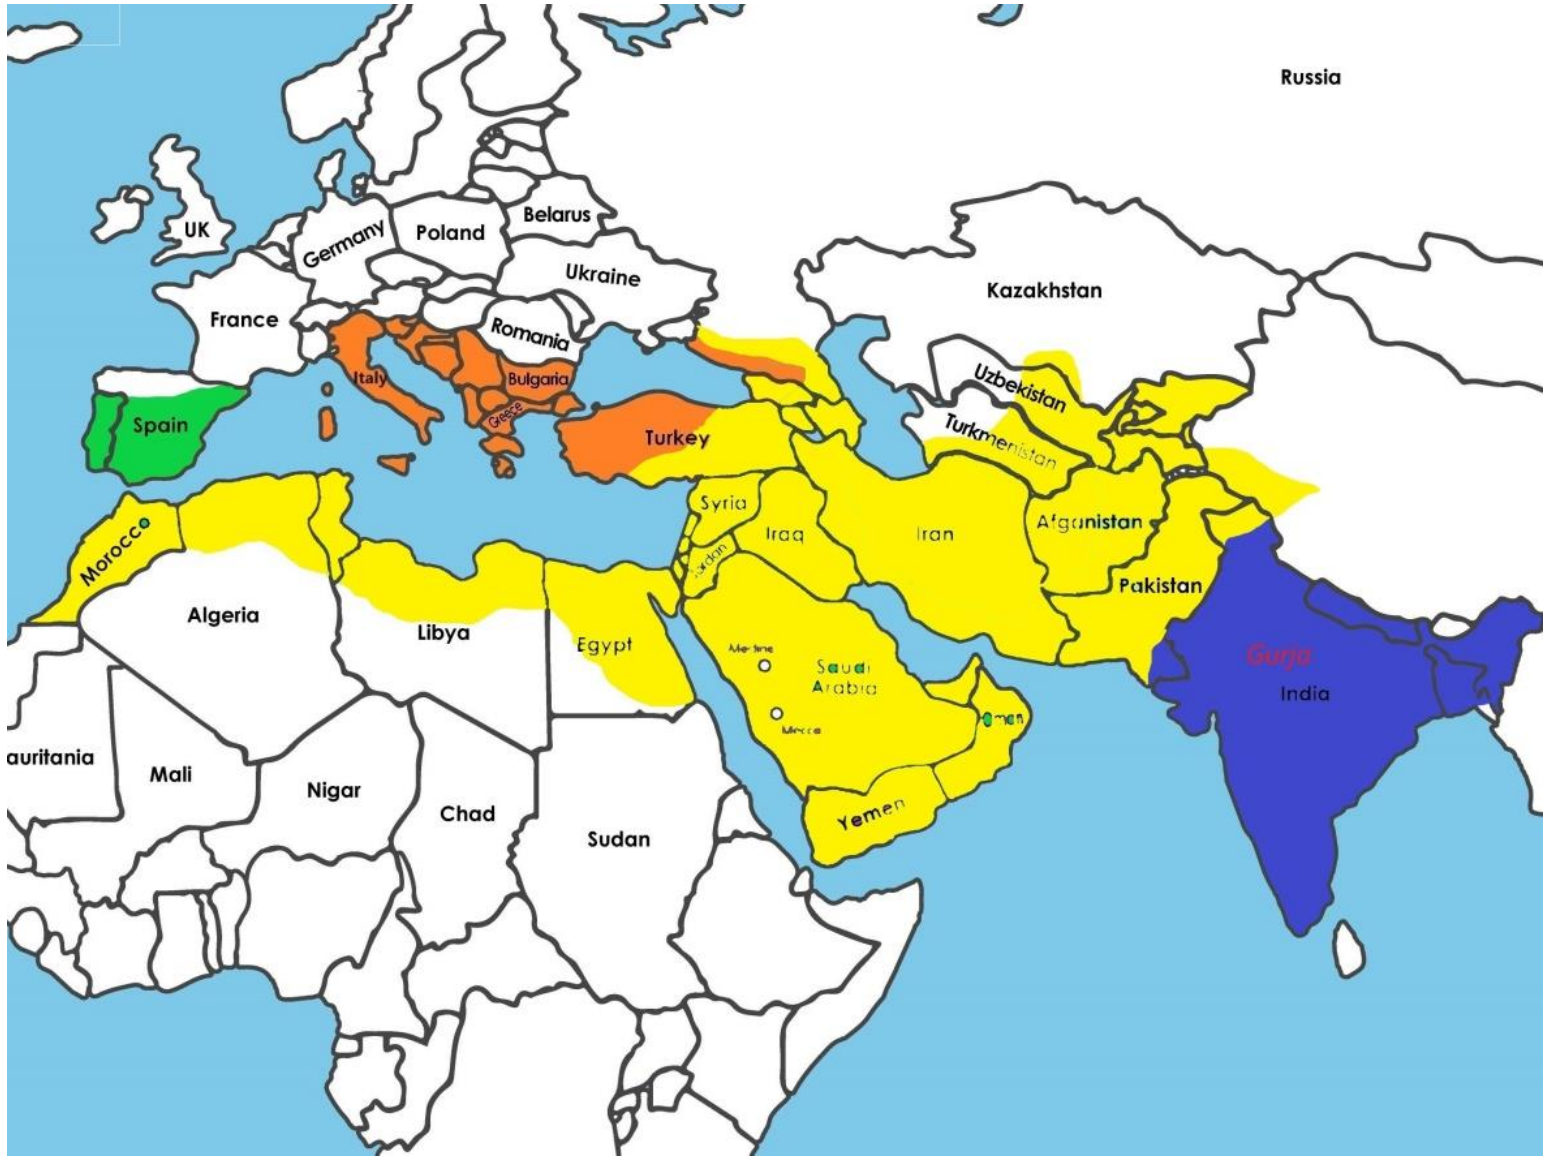 Russia
UK
Belarus
Poland
Germany
Ukraine
Kazakhstan
France
Romania
Italy
Bulgaria
Uzbekistan
Greece
Spain
Turkey
Turkmenistan
Syria
Afganistan
Iraq
Iran
Morocco
Jordan
Pakistan
Algeria
Libya
Egypt
Medine
Saudi
Arabia
Gurja
India
Oman
Mecca
auritania
Mali
Nigar
Chad
Yemen
Sudan